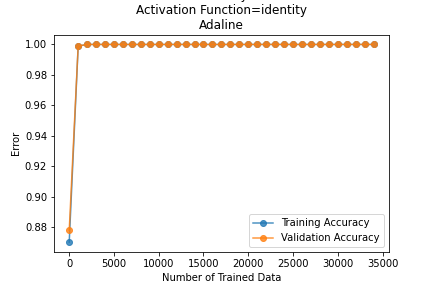 Activation Function=identity
Adaline
1.00
0.98
0.96
0.94
0.92
0.90
0.88
Error
Training Accuracy
Validation Accuracy
0 5000 10000 15000 20000 25000 30000 35000
Number of Trained Data